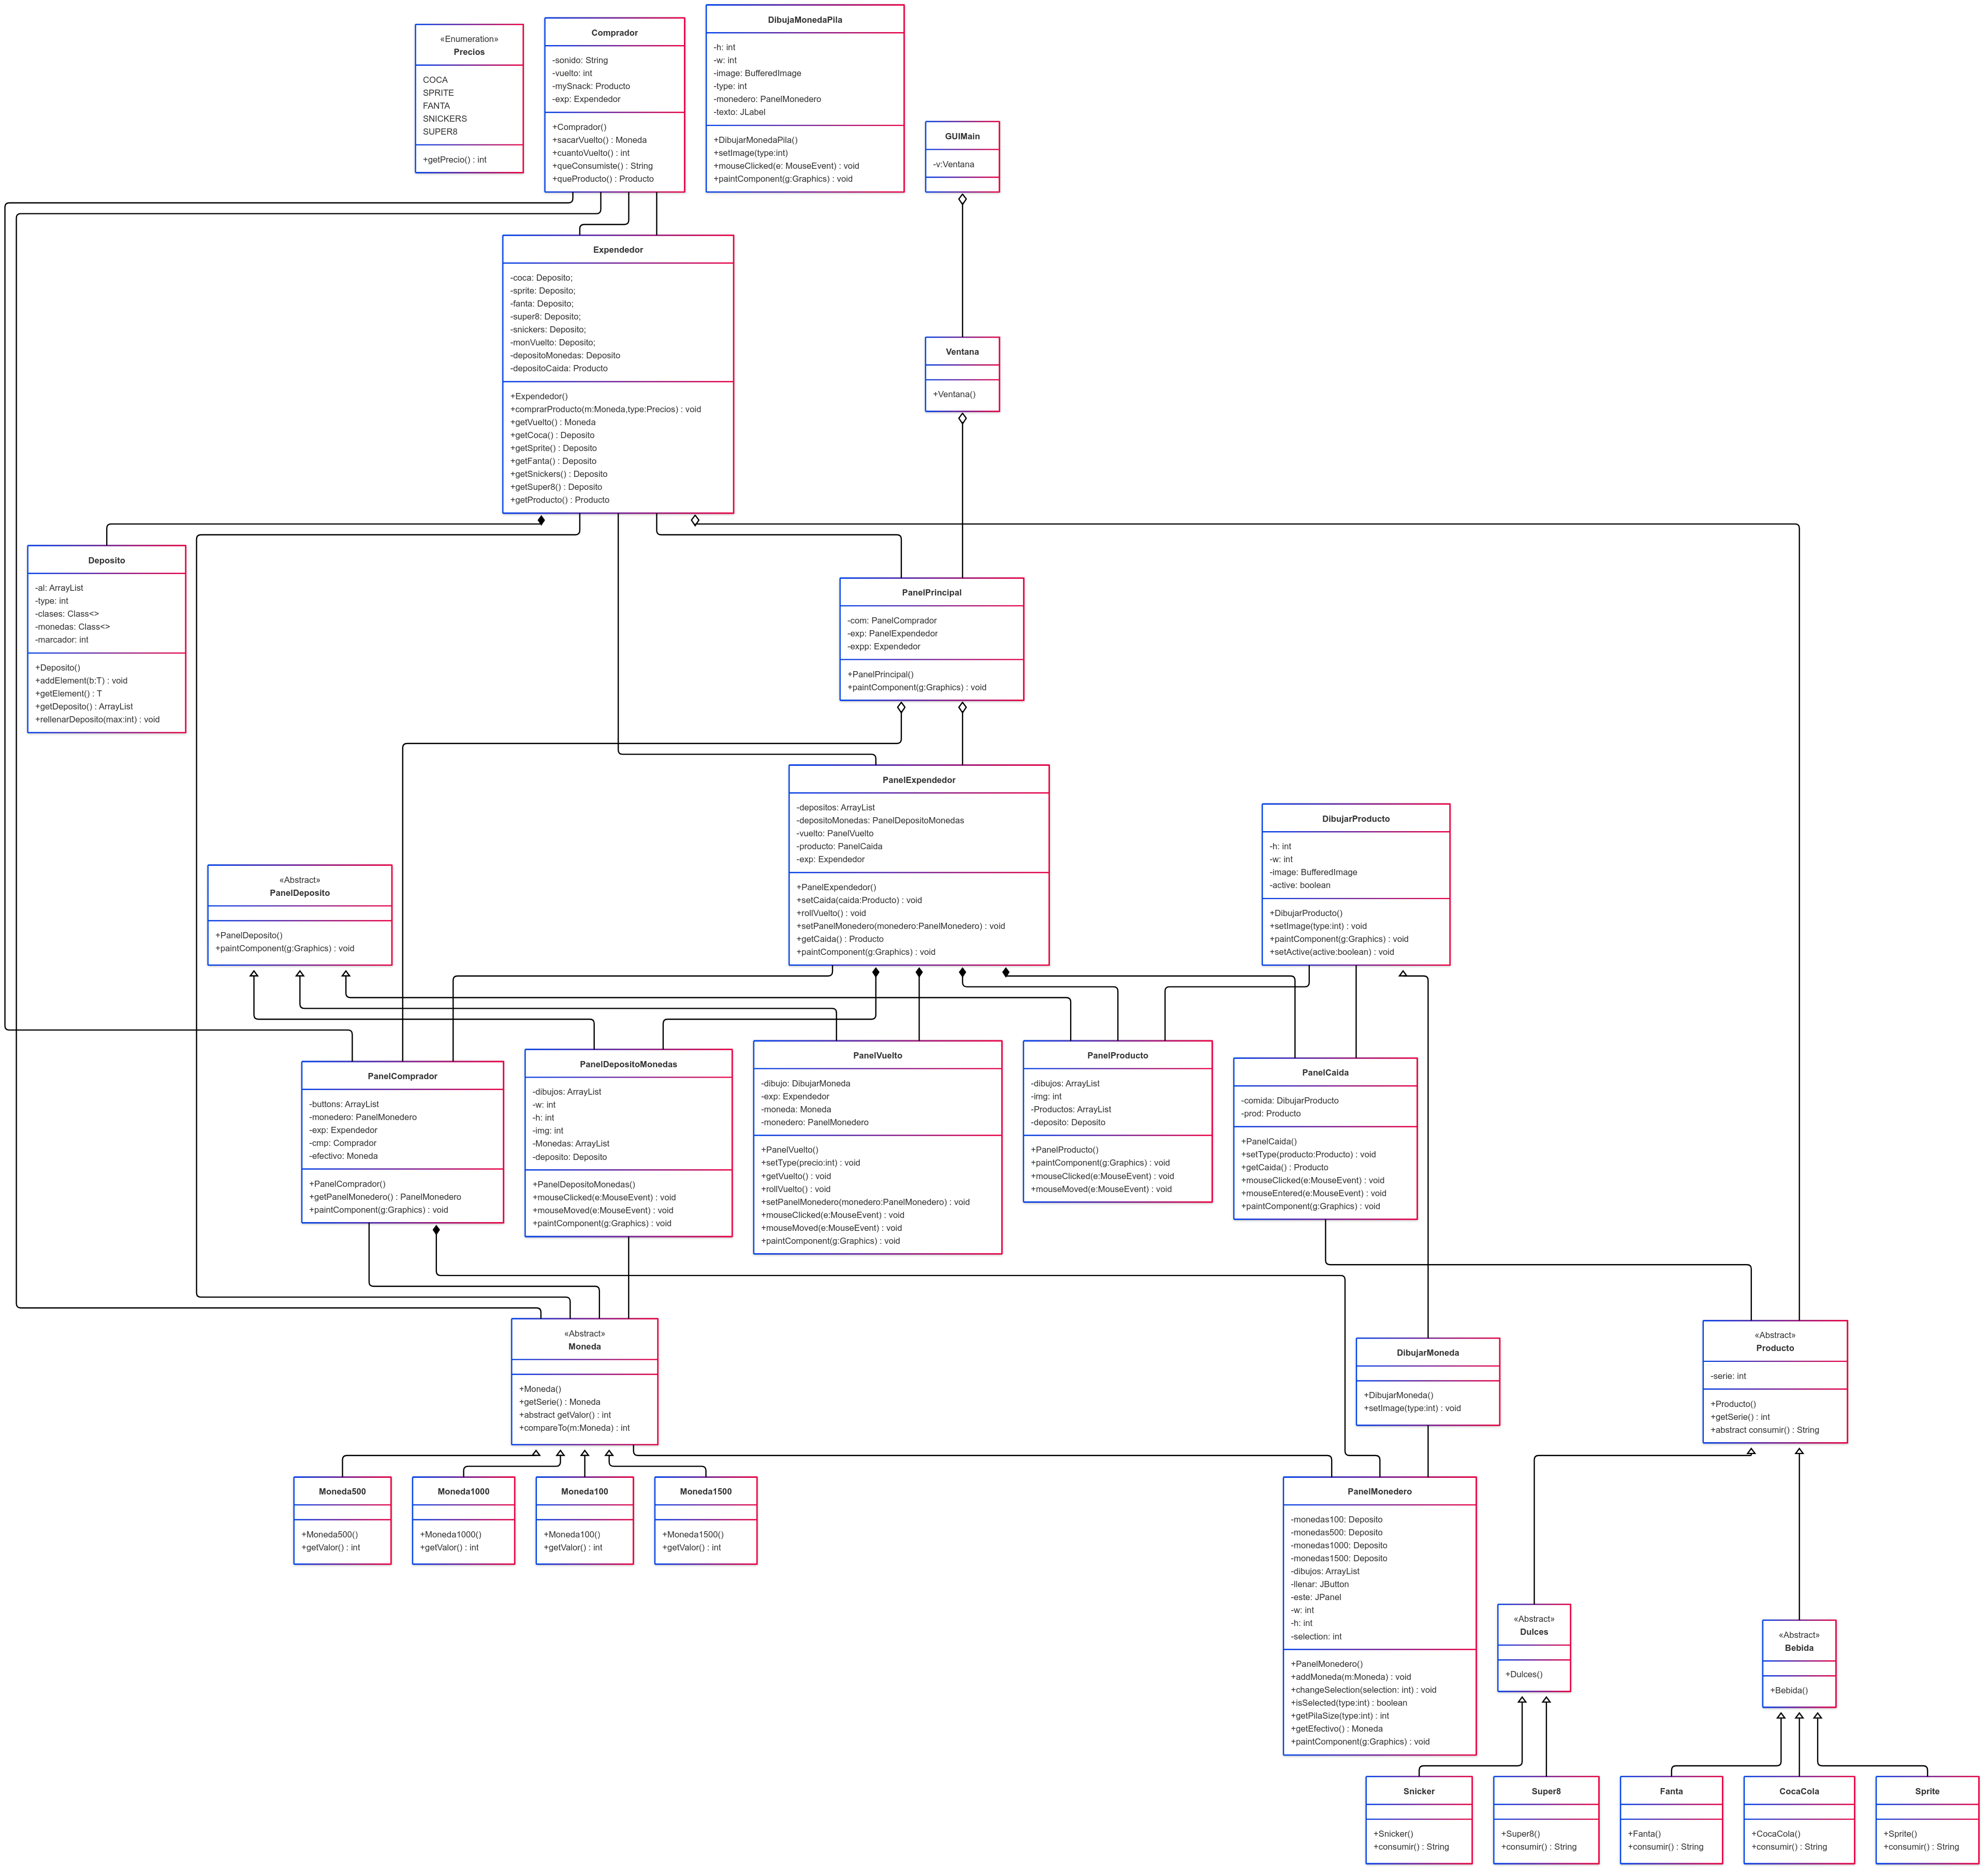 «Enumeration»
Precios
COCA
SPRITE
FANTA
SNICKERS
SUPER8
+getPrecio() : int
Comprador
-sonido: String
-vuelto: int
-mySnack: Producto
-exp: Expendedor
+Comprador()
+sacarVuelto() : Moneda
+cuantoVuelto() : int
+queConsumiste() : String
+queProducto() : Producto
DibujaMonedaPila
-h: int
-w: int
-image: BufferedImage
-type: int
-monedero: PanelMonedero
-texto: JLabel
+DibujarMonedaPila()
+setImage(type:int)
+mouseClicked(e: MouseEvent) : void
+paintComponent(g:Graphics) : void
GUIMain
-v:Ventana
Expendedor
-coca: Deposito;
-sprite: Deposito;
-fanta: Deposito;
-super8: Deposito;
-snickers: Deposito;
-monVuelto: Deposito;
-depositoMonedas: Deposito
-depositoCaida: Producto
+Expendedor()
+comprarProducto(m:Moneda,type:Precios) : void
+getVuelto() : Moneda
+getCoca() : Deposito
+getSprite() : Deposito
+getFanta() : Deposito
+getSnickers() : Deposito
+getSuper8() : Deposito
+getProducto() : Producto
Ventana
+Ventana()
Deposito
-al: ArrayList
-type: int
-clases: Class<>
-monedas: Class<>
-marcador: int
+Deposito()
+addElement(b:T) : void
+getElement() : T
+getDeposito() : ArrayList
+rellenarDeposito(max:int) : void
PanelPrincipal
-com: PanelComprador
-exp: PanelExpendedor
-expp: Expendedor
+PanelPrincipal()
+paintComponent(g:Graphics) : void
PanelExpendedor
-depositos: ArrayList
-depositoMonedas: PanelDepositoMonedas
-vuelto: PanelVuelto
-producto: PanelCaida
-exp: Expendedor
+PanelExpendedor()
+setCaida(caida:Producto) : void
+rollVuelto() : void
+setPanelMonedero(monedero:PanelMonedero) : void
+getCaida() : Producto
+paintComponent(g:Graphics) : void
DibujarProducto
-h: int
-w: int
-image: BufferedImage
-active: boolean
+DibujarProducto()
+setImage(type:int) : void
+paintComponent(g:Graphics) : void
+setActive(active:boolean) : void
«Abstract»
PanelDeposito
+PanelDeposito()
+paintComponent(g:Graphics) : void
PanelComprador
-buttons: ArrayList
-monedero: PanelMonedero
-exp: Expendedor
-cmp: Comprador
-efectivo: Moneda
+PanelComprador()
+getPanelMonedero() : PanelMonedero
+paintComponent(g:Graphics) : void
PanelDepositoMonedas
-dibujos: ArrayList
-w: int
-h: int
-img: int
-Monedas: ArrayList
-deposito: Deposito
+PanelDepositoMonedas()
+mouseClicked(e:MouseEvent) : void
+mouseMoved(e:MouseEvent) : void
+paintComponent(g:Graphics) : void
PanelVuelto
-dibujo: DibujarMoneda
-exp: Expendedor
-moneda: Moneda
-monedero: PanelMonedero
+PanelVuelto()
+setType(precio:int) : void
+getVuelto() : void
+rollVuelto() : void
+setPanelMonedero(monedero:PanelMonedero) : void
+mouseClicked(e:MouseEvent) : void
+mouseMoved(e:MouseEvent) : void
+paintComponent(g:Graphics) : void
PanelProducto
-dibujos: ArrayList
-img: int
-Productos: ArrayList
-deposito: Deposito
+PanelProducto()
+paintComponent(g:Graphics) : void
+mouseClicked(e:MouseEvent) : void
+mouseMoved(e:MouseEvent) : void
PanelCaida
-comida: DibujarProducto
-prod: Producto
+PanelCaida()
+setType(producto:Producto) : void
+getCaida() : Producto
+mouseClicked(e:MouseEvent) : void
+mouseEntered(e:MouseEvent) : void
+paintComponent(g:Graphics) : void
«Abstract»
Moneda
+Moneda()
+getSerie() : Moneda
+abstract getValor() : int
+compareTo(m:Moneda) : int
DibujarMoneda
+DibujarMoneda()
+setImage(type:int) : void
«Abstract»
Producto
-serie: int
+Producto()
+getSerie() : int
+abstract consumir() : String
Moneda500
+Moneda500()
+getValor() : int
Moneda1000
+Moneda1000()
+getValor() : int
Moneda100
+Moneda100()
+getValor() : int
Moneda1500
+Moneda1500()
+getValor() : int
PanelMonedero
-monedas100: Deposito
-monedas500: Deposito
-monedas1000: Deposito
-monedas1500: Deposito
-dibujos: ArrayList
-llenar: JButton
-este: JPanel
-w: int
-h: int
-selection: int
+PanelMonedero()
+addMoneda(m:Moneda) : void
+changeSelection(selection: int) : void
+isSelected(type:int) : boolean
+getPilaSize(type:int) : int
+getEfectivo() : Moneda
+paintComponent(g:Graphics) : void
«Abstract»
Dulces
+Dulces()
«Abstract»
Bebida
+Bebida()
Snicker
+Snicker()
+consumir() : String
Super8
+Super8()
+consumir() : String
Fanta
+Fanta()
+consumir() : String
CocaCola
+CocaCola()
+consumir() : String
Sprite
+Sprite()
+consumir() : String